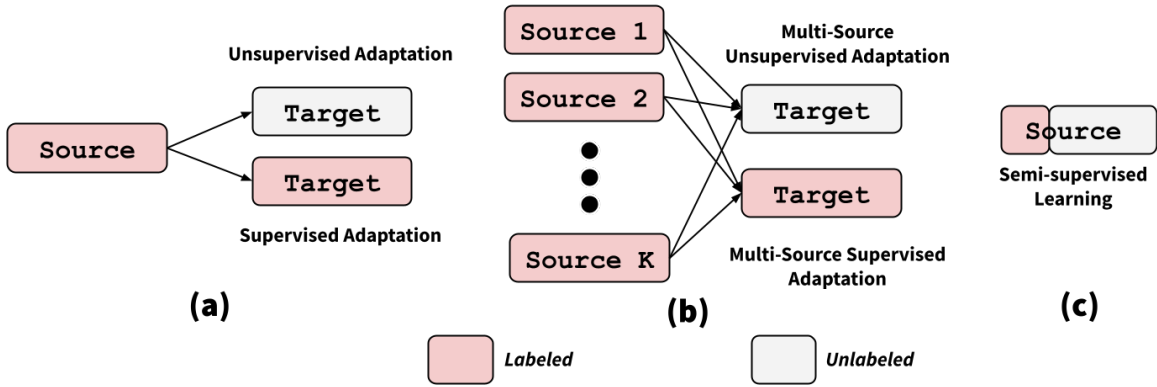 Unsupervised Adaptation
Source
Target
Target
Supervised Adaptation
(a)
Source 1
Source 2
Source K
Multi-Source
Unsupervised Adaptation
Target
Target
Multi-Source Supervised
Adaptation
(b)
Source
Semi-supervised
Learning
(c)
Labeled
Unlabeled